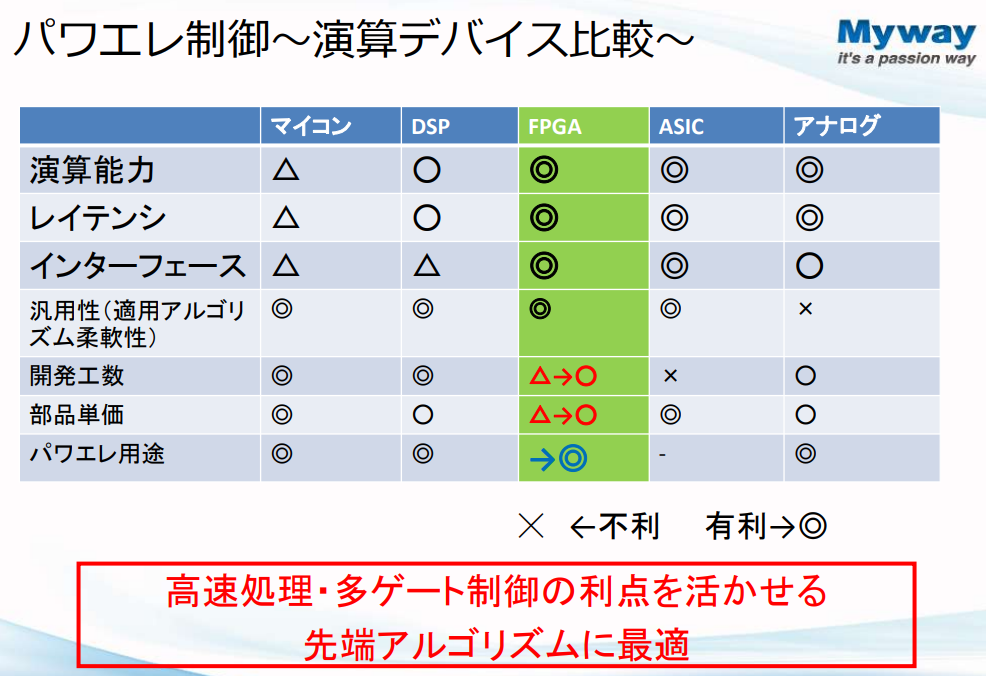 パワエレ制御～演算デバイス比較～
Myway
it's a passion way
マイコン DSP FPGA ASIC アナログ
演算能力 △ ○ ◎ ◎ ◎
レイテンシ △ ○ ◎ ◎ ◎
インターフェース △ △ ◎ ◎ ○
汎用性(適用アルゴリ ◎ ◎ ◎ ◎ ×
ズム柔軟性)
開発工数 ◎ ◎ △→○ × ○
部品単価 ◎ ○ △→○ ◎ ○
パワエレ用途 ◎ ◎ →◎ - ◎
× ←不利 有利→◎
高速処理・多ゲート制御の利点を活かせる
先端アルゴリズムに最適